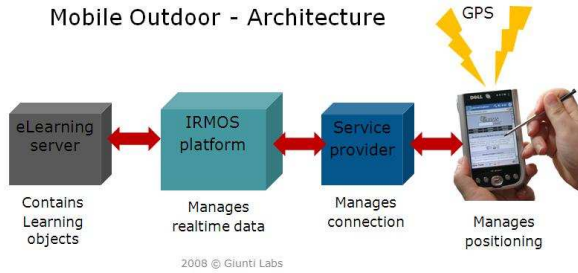 Mobile Outdoor - Architecture
GPS
eLearning
server
IRMOS
platform
Service
provider
DELL
Contains
Learning
objects
Manages
realtime data
Manages
connection
Manages
positioning
2008 © Giunti Labs